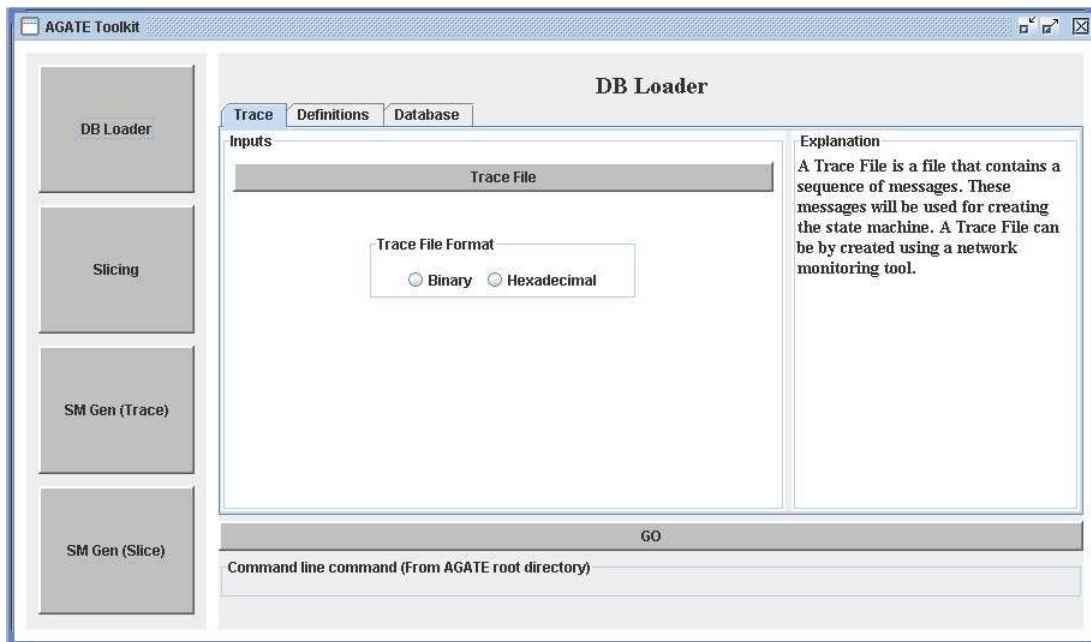 AGATE Toolkit
DB Loader
Slicing
SM Gen (Trace)
SM Gen (Slice)
DB Loader
Trace
Definitions
Database
Inputs
Trace File
Trace File Format
Binary
Hexadecimal
Explanation
A Trace File is a file that contains a
sequence of messages. These
messages will be used for creating
the state machine. A Trace File can
be by created using a network
monitoring tool.
GO
Command line command (From AGATE root directory)